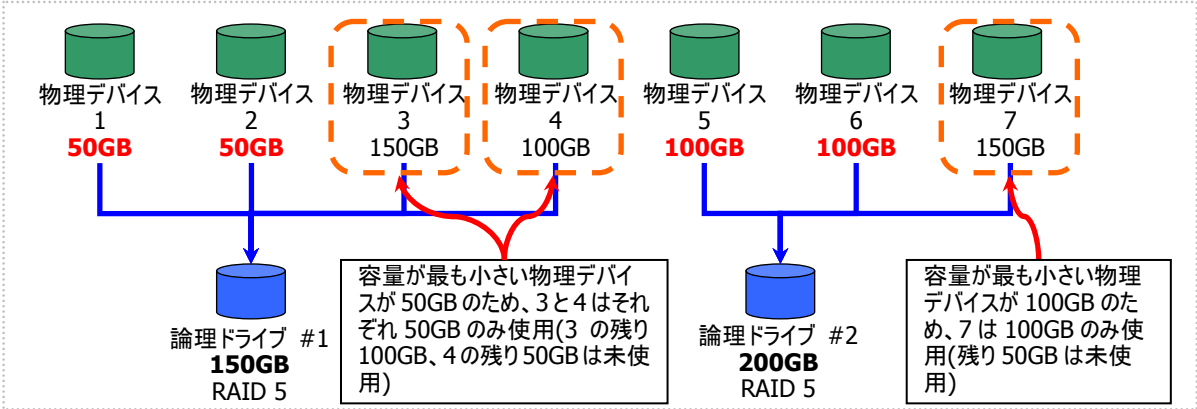 物理デバイス
1
50GB
物理デバイス
2
50GB
物理デバイス
3
150GB
物理デバイス
4
100GB
物理デバイス
5
100GB
物理デバイス
6
100GB
物理デバイス
7
150GB
論理ドライブ #1
150GB
RAID 5
容量が最も小さい物理デバイ
スが 50GB のため、3と4はそれ
ぞれ 50GB のみ使用(3 の残り
100GB、4の残り50GBは未使
用)
論理ドライブ #2
200GB
RAID 5
容量が最も小さい物理
デバイスが 100GB のた
め、7 は 100GB のみ使
用(残り 50GB は未使
用)